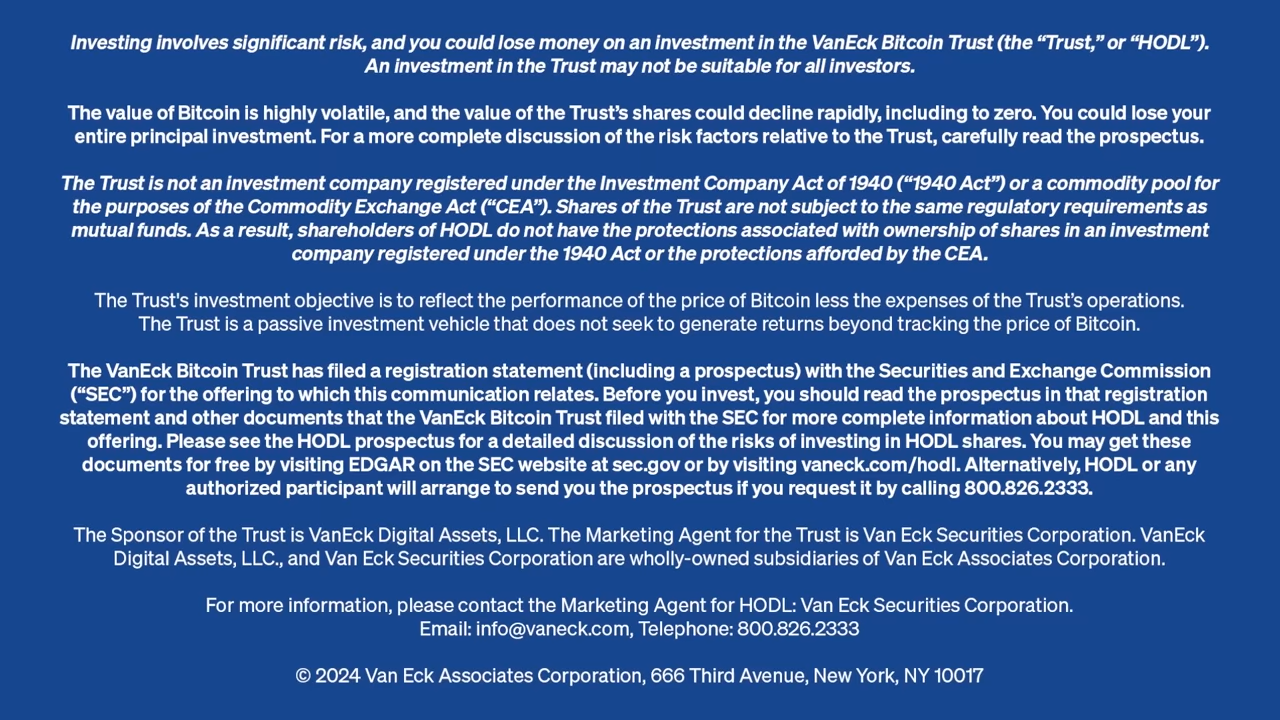 Investing involves significant risk, and you could lose money on an investment in the VanEck Bitcoin Trust (the “Trust,” or “HODL”).
An investment in the Trust may not be suitable for all investors.
The value of Bitcoin is highly volatile, and the value of the Trust’s shares could decline rapidly, including to zero. You could lose your
entire principal investment. For a more complete discussion of the risk factors relative to the Trust, carefully read the prospectus.
The Trust is not an investment company registered under the Investment Company Act of 1940 (“1940 Act”) or a commodity pool for
the purposes of the Commodity Exchange Act (“CEA”). Shares of the Trust are not subject to the same regulatory requirements as
mutual funds. As a result, shareholders of HODL do not have the protections associated with ownership of shares in an investment
company registered under the 1940 Act or the protections afforded by the CEA.
The Trust's investment objective is to reflect the performance of the price of Bitcoin less the expenses of the Trust’s operations.
The Trust is a passive investment vehicle that does not seek to generate returns beyond tracking the price of Bitcoin.
The VanEck Bitcoin Trust has filed a registration statement (including a prospectus) with the Securities and Exchange Commission
(“SEC”) for the offering to which this communication relates. Before you invest, you should read the prospectus in that registration
statement and other documents that the VanEck Bitcoin Trust filed with the SEC for more complete information about HODL and this
offering. Please see the HODL prospectus for a detailed discussion of the risks of investing in HODL shares. You may get these
documents for free by visiting EDGAR on the SEC website at sec.gov or by visiting vaneck.com/hodl. Alternatively, HODL or any
authorized participant will arrange to send you the prospectus if you request it by calling 800.826.2333.
The Sponsor of the Trust is VanEck Digital Assets, LLC. The Marketing Agent for the Trust is Van Eck Securities Corporation. VanEck
Digital Assets, LLC., and Van Eck Securities Corporation are wholly-owned subsidiaries of Van Eck Associates Corporation.
For more information, please contact the Marketing Agent for HODL: Van Eck Securities Corporation.
Email: info@vaneck.com, Telephone: 800.826.2333
© 2024 Van Eck Associates Corporation, 666 Third Avenue, New York, NY 10017